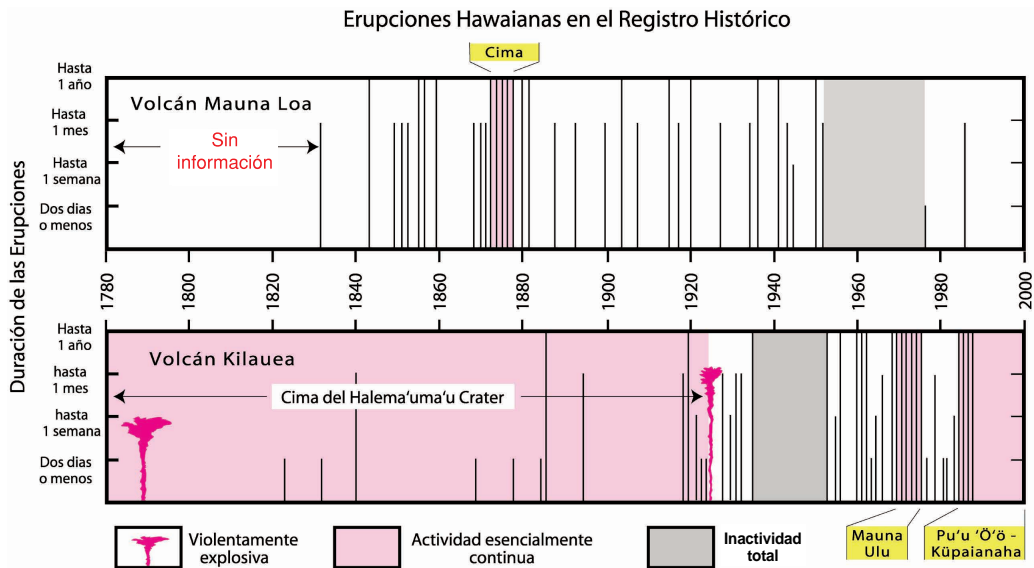 Erupciones Hawaianas en el Registro Histórico
Cima
Duración de las Erupciones
Hasta
1 año
Hasta
1 mes
Hasta
1 semana
Dos dias
o menos
Volcán Mauna Loa
Sin
información
1780
1800
1820
1840
1860
1880
1900
1920
1940
1960
1980
2000
Hasta
1 año
hasta
1 mes
hasta
1 semana
Dos dias
o menos
Volcán Kilauea
Cima del Halema'uma'u Crater
Violentamente
explosiva
Actividad esencialmente
continua
Inactividad
total
Mauna
Ulu
Pu'u 'Ö'ö -
Küpaianaha